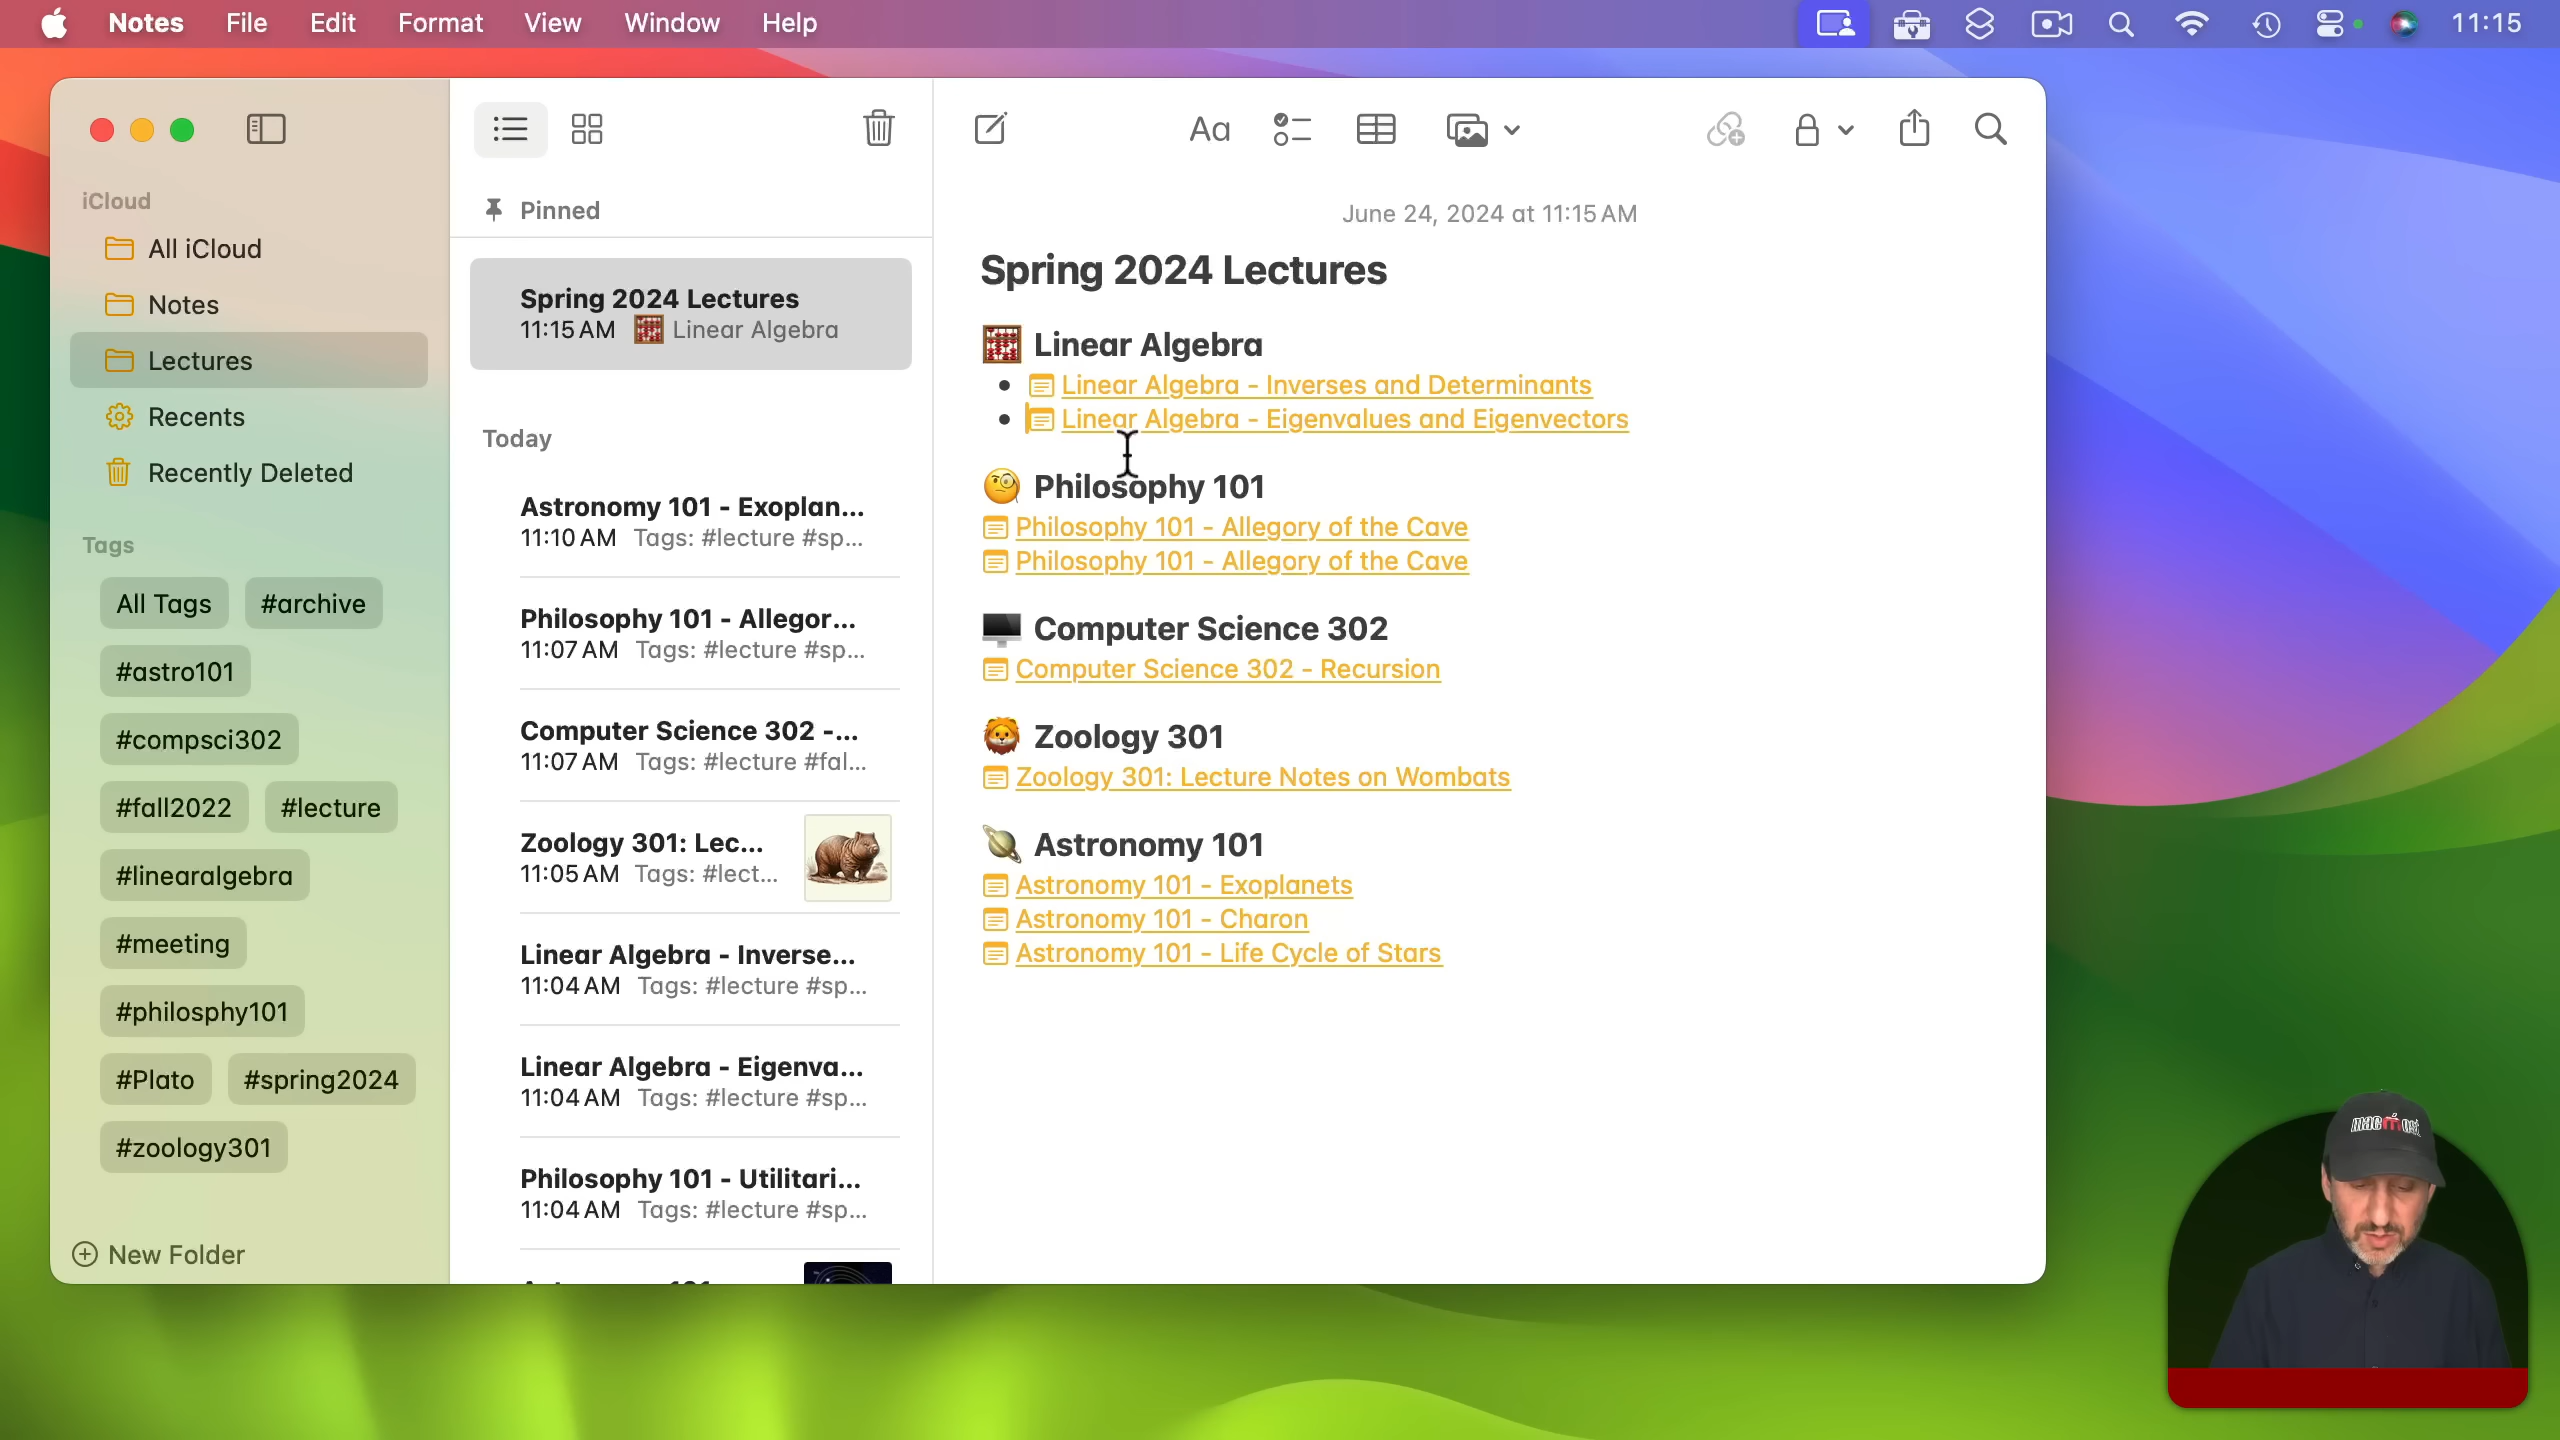 Notes File Edit Format View Window Help 11:15
iCloud
All iCloud
Notes
Lectures
Recents
Recently Deleted
Tags
All Tags #archive
#astro101
#compsci302
#fall2022 #lecture
#linearalgebra
#meeting
#philosphy101
#Plato #spring2024
#zoology301
New Folder
Pinned
Spring 2024 Lectures
11:15 AM Linear Algebra
Today
Astronomy 101 - Exoplan...
11:10 AM Tags: #lecture #sp...
Philosophy 101 - Allegor...
11:07 AM Tags: #lecture #sp...
Computer Science 302 -...
11:07 AM Tags: #lecture #fal...
Zoology 301: Lec...
11:05 AM Tags: #lect...
Linear Algebra - Inverse...
11:04 AM Tags: #lecture #sp...
Linear Algebra - Eigenva...
11:04 AM Tags: #lecture #sp...
Philosophy 101 - Utilitari...
11:04 AM Tags: #lecture #sp...
Aa
June 24, 2024 at 11:15 AM
Spring 2024 Lectures
Linear Algebra
Linear Algebra - Inverses and Determinants
Linear Algebra - Eigenvalues and Eigenvectors
Philosophy 101
Philosophy 101 - Allegory of the Cave
Philosophy 101 - Allegory of the Cave
Computer Science 302
Computer Science 302 - Recursion
Zoology 301
Zoology 301: Lecture Notes on Wombats
Astronomy 101
Astronomy 101 - Exoplanets
Astronomy 101 - Charon
Astronomy 101 - Life Cycle of Stars
macmost